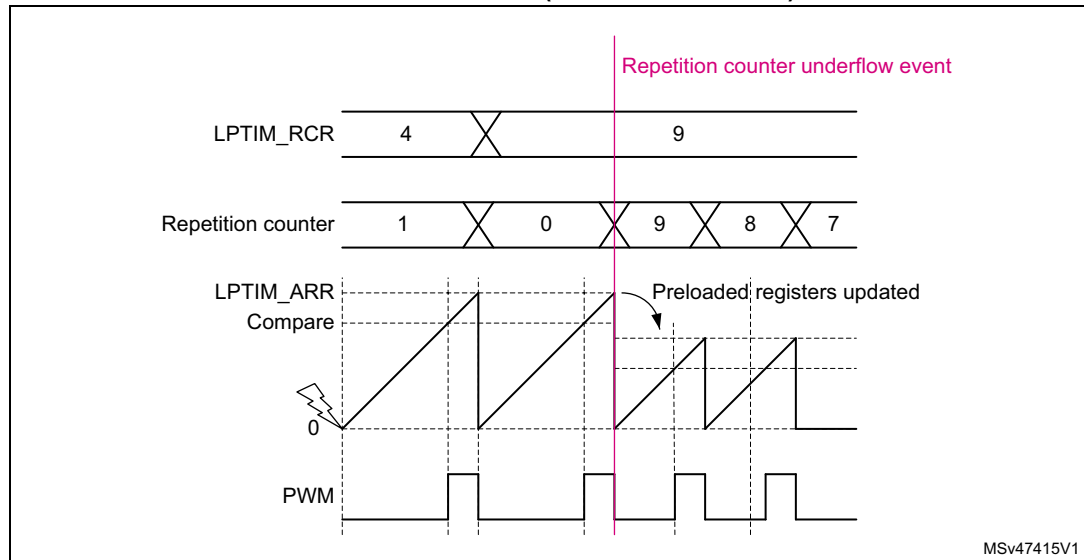 Repetition counter underflow event
LPTIM_RCR 4 9
Repetition counter 1 0 9 8 7
LPTIM_ARR
Preloaded registers updated
Compare
0
PWM
MSv47415V1